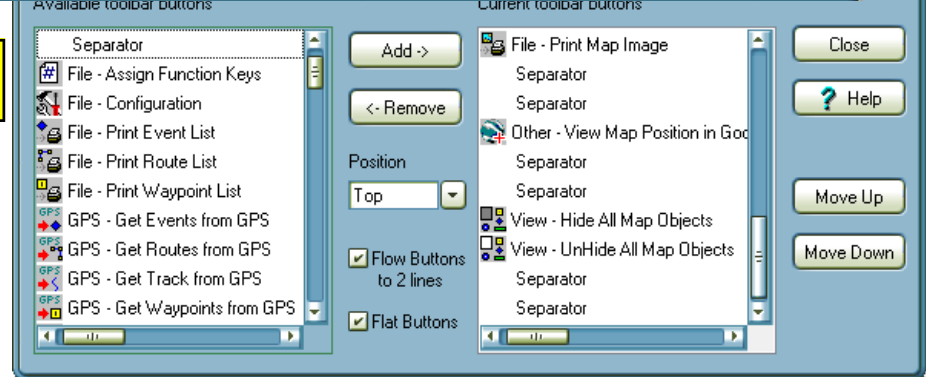 Available toolbar buttons
Current toolbar buttons
Separator
File - Assign Function Keys
File - Configuration
File - Print Event List
File - Print Route List
File - Print Waypoint List
GPS - Get Events from GPS
GPS - Get Routes from GPS
GPS - Get Track from GPS
GPS - Get Waypoints from GPS
Add ->
<- Remove
Position
Top
Flow Buttons
to 2 lines
Flat Buttons
File - Print Map Image
Separator
Separator
Other - View Map Position in Goo
Separator
Separator
View - Hide All Map Objects
View - UnHide All Map Objects
Separator
Separator
Close
? Help
Move Up
Move Down